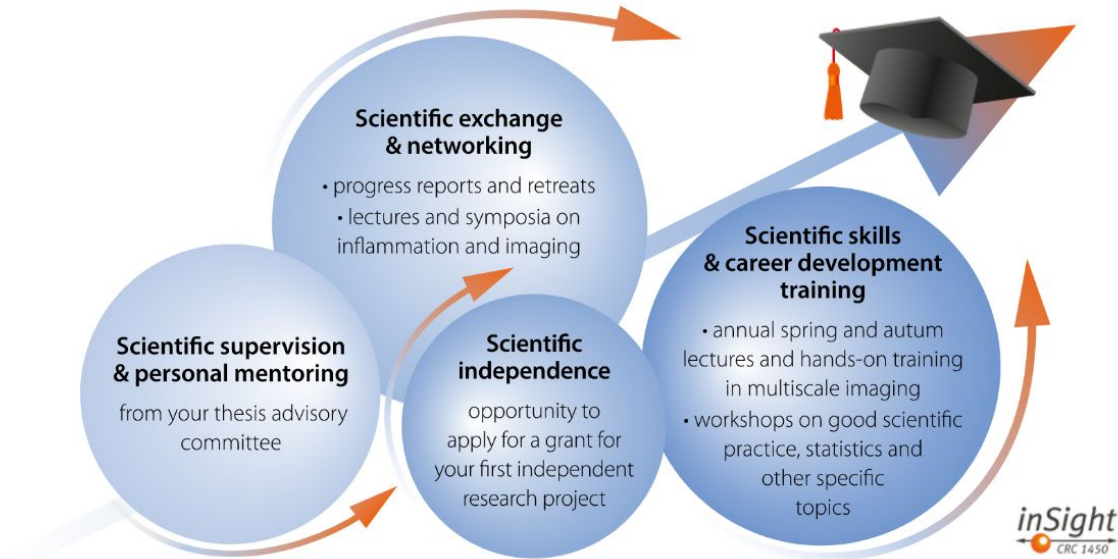 Scientific exchange
& networking
• progress reports and retreats
• lectures and symposia on
inflammation and imaging
Scientific supervision
& personal mentoring
from your thesis advisory
committee
Scientific
independence
opportunity to
apply for a grant for
your first independent
research project
Scientific skills
& career development
training
• annual spring and autum
lectures and hands-on training
in multiscale imaging
• workshops on good scientific
practice, statistics and
other specific
topics
inSight
CRC 1450